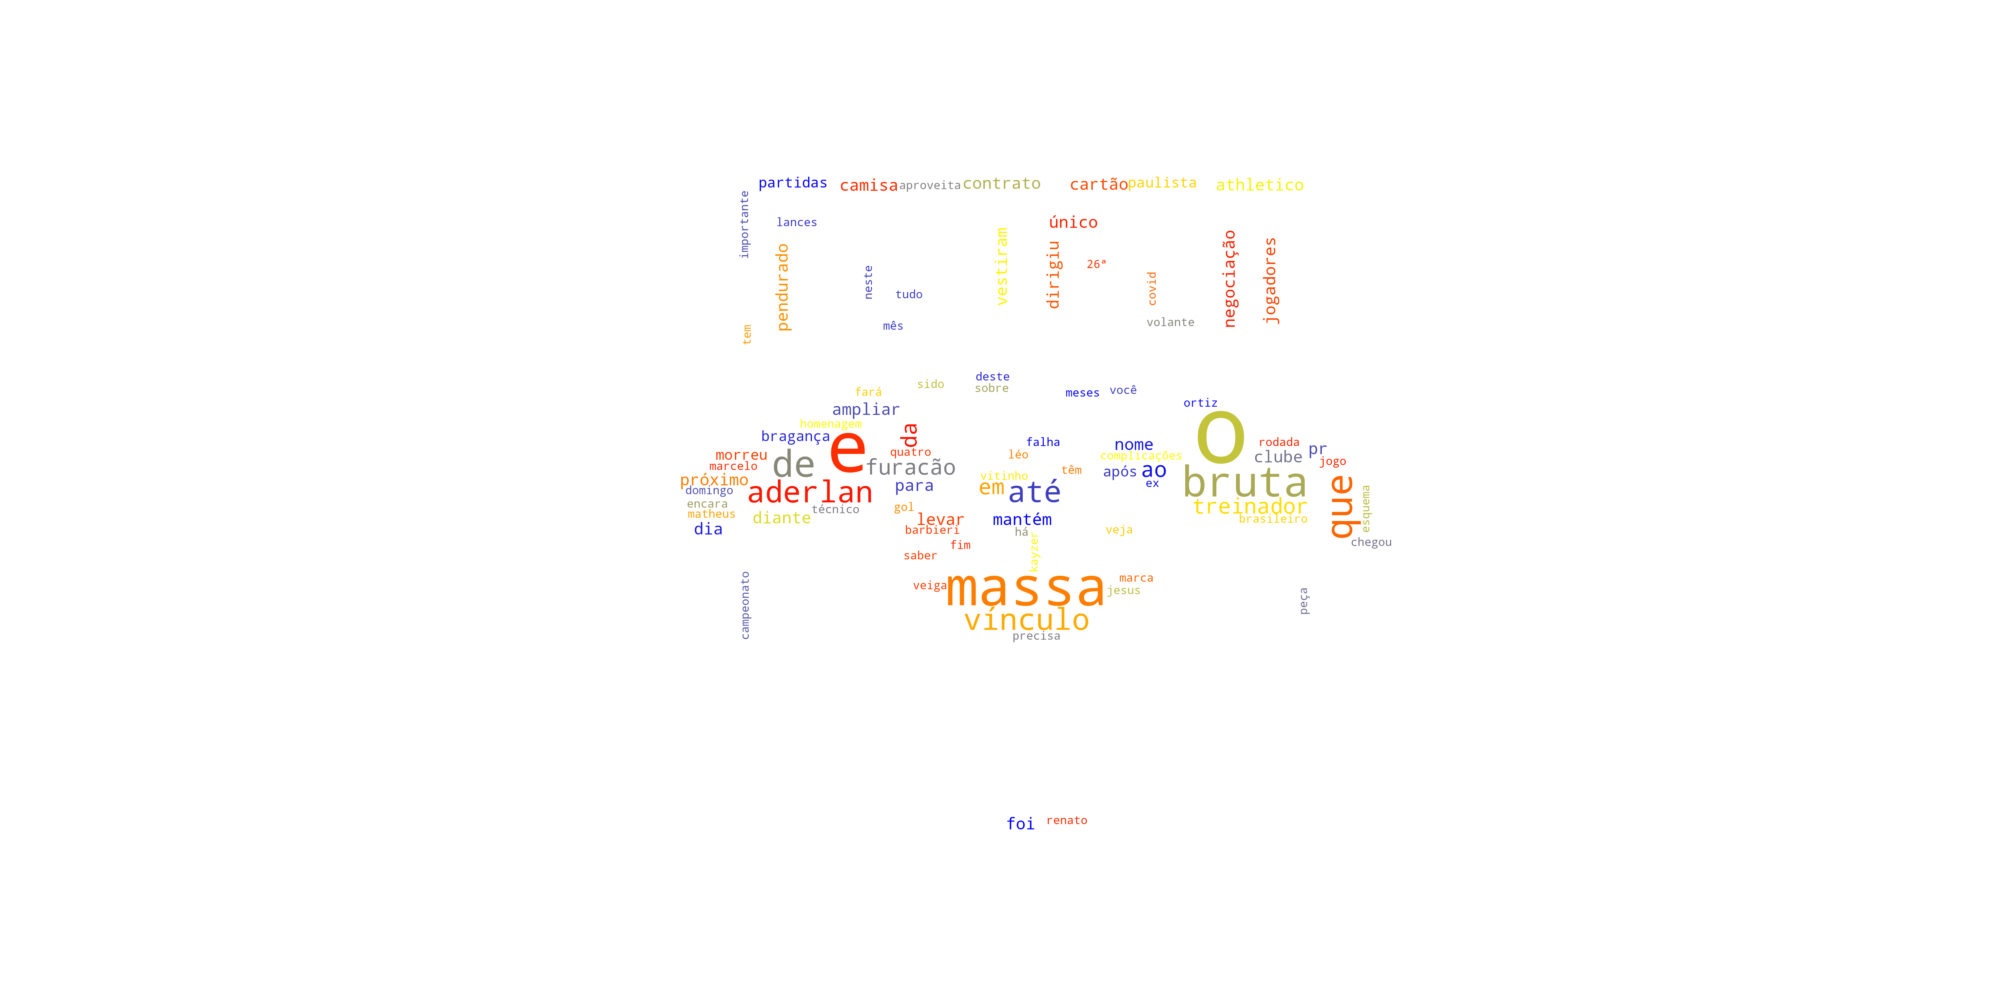 partidas
camisa
aproveita
contrato
cartão
paulista
athletico
importante
lances
único
pendurado
vestiram
dirigiu
negociação
jogadores
neste
26ª
covid
tudo
tem
mês
volante
deste
sido
sobre
fará
meses
você
ortiz
ampliar
homenagem
e
da
o
bragança
falha
nome
rodada
pr
morreu
quatro
léo
complicações
clube
marcelo
de
furacão
têm
após
ao
jogo
próximo
vitinho
bruta
ex
domingo
aderlan
para
em
até
que
esquema
encara
técnico
gol
treinador
matheus
diante
levar
mantém
brasileiro
dia
barbieri
há
veja
chegou
fim
kayzer
saber
campeonato
veiga
massa
marca
jesus
peça
vínculo
precisa
foi
renato